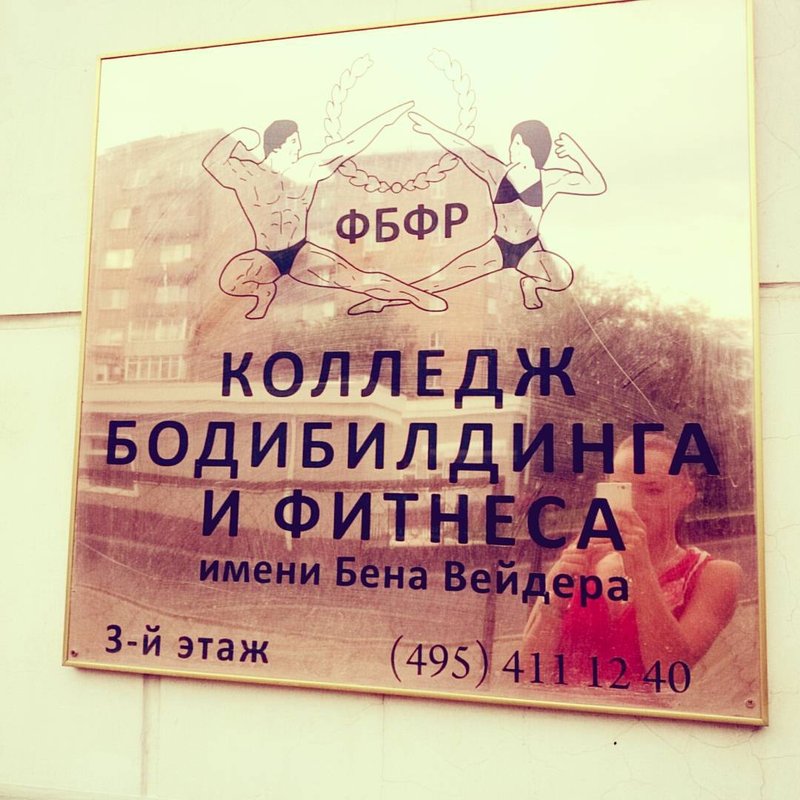 ФБФР
КОЛЛЕДЖ
БОДИБИЛДИНГА
И ФИТНЕСА
имени Бена Вейдера
3-й этаж (495) 411 12 40